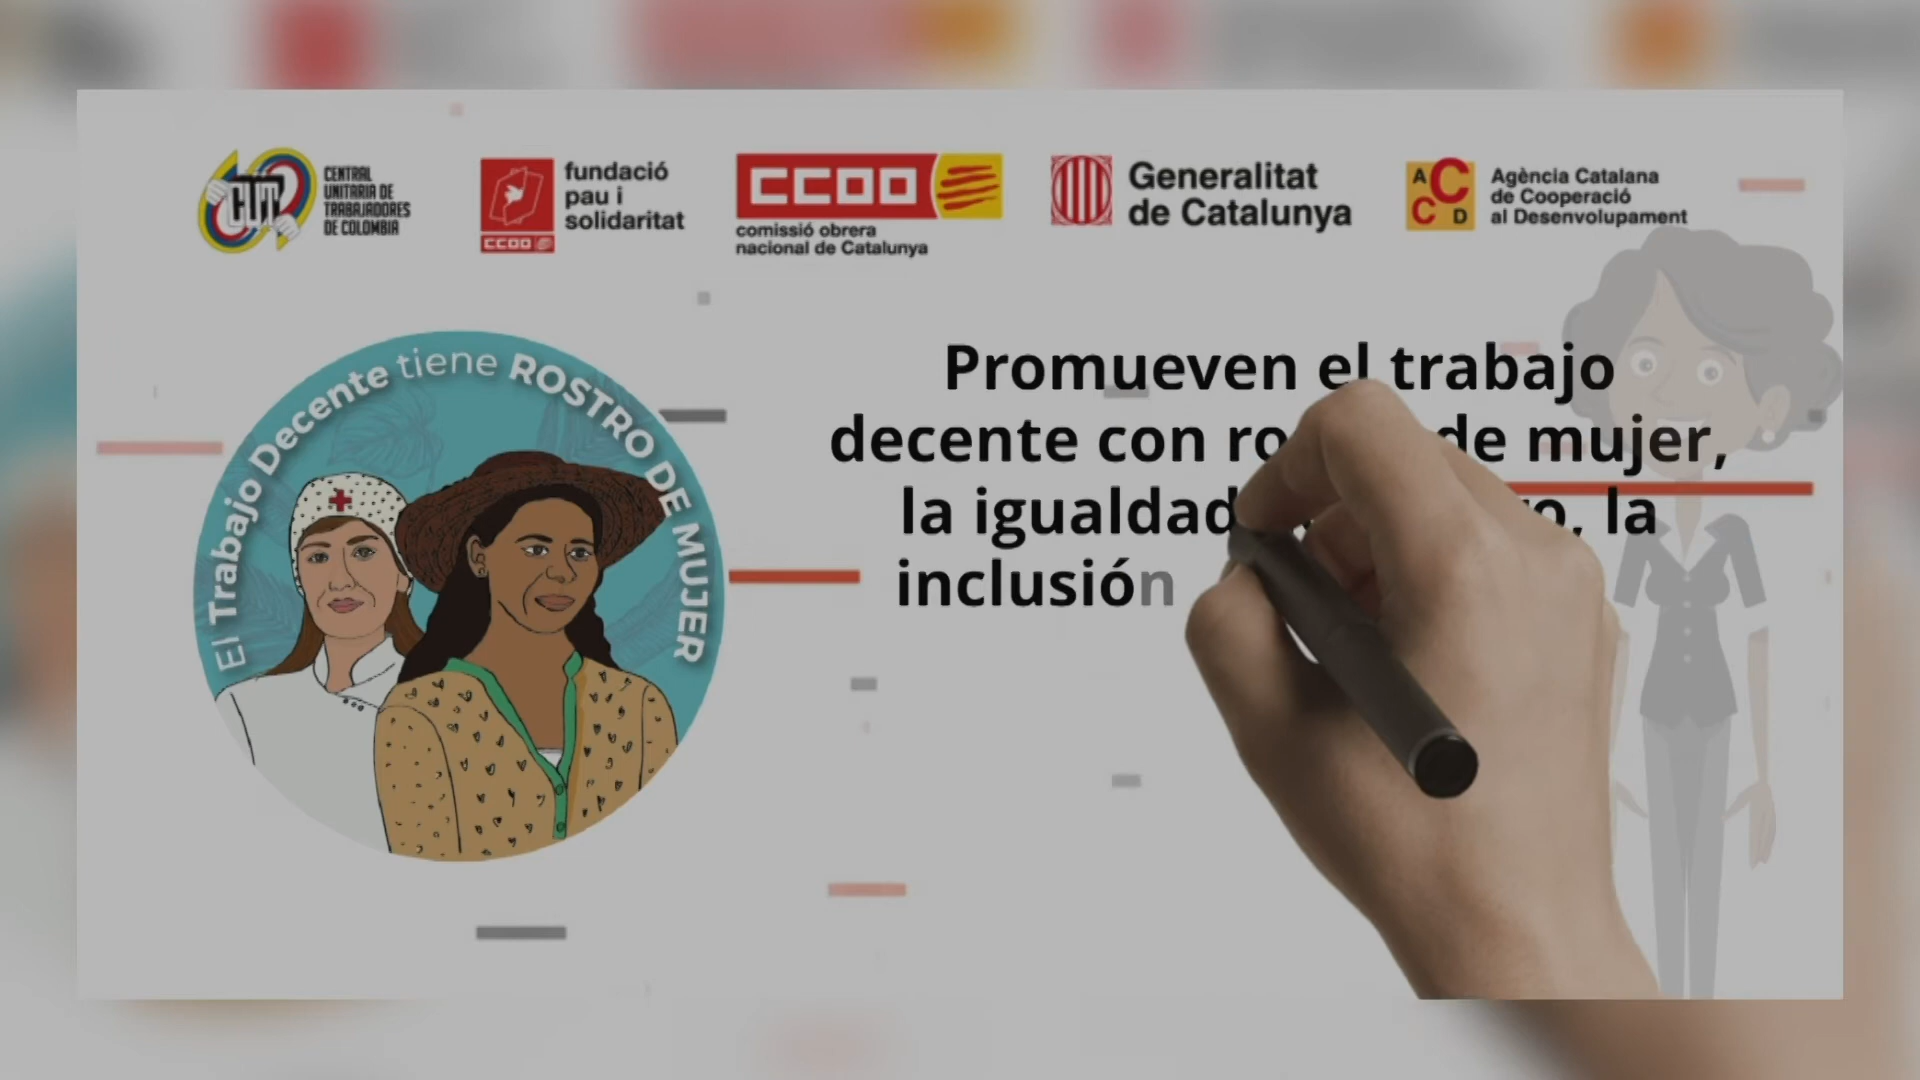 CUT
CENTRAL
UNITARIA DE
TRABAJADORES
DE COLOMBIA
fundació
pau i
solidaritat
CCOO
CCOO
comissió obrera
nacional de Catalunya
Generalitat
de Catalunya
A C C D
Agència Catalana
de Cooperació
al Desenvolupament
El Trabajo Decente tiene ROSTRO DE MUJER
Promueven el trabajo
decente con de mujer,
la igualdad la
inclusión